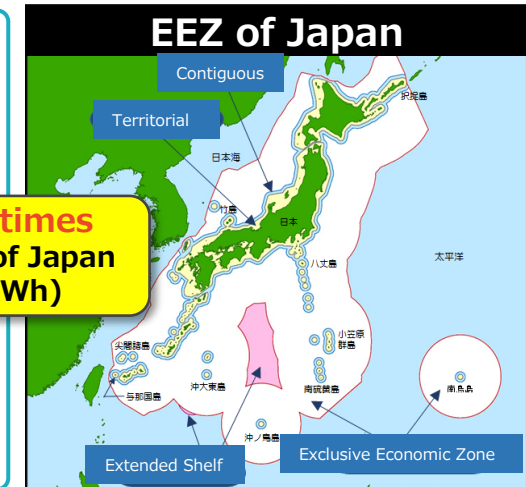 EEZ of Japan
Contiguous
択捉島
Territorial
日本海
竹島
times
日本
of Japan
太平洋
八丈島
Wh)
小笠原
群島
尖閣諸島
沖大東島
南硫黄島
南鳥島
与那国島
沖ノ鳥島
Extended Shelf
Exclusive Economic Zone